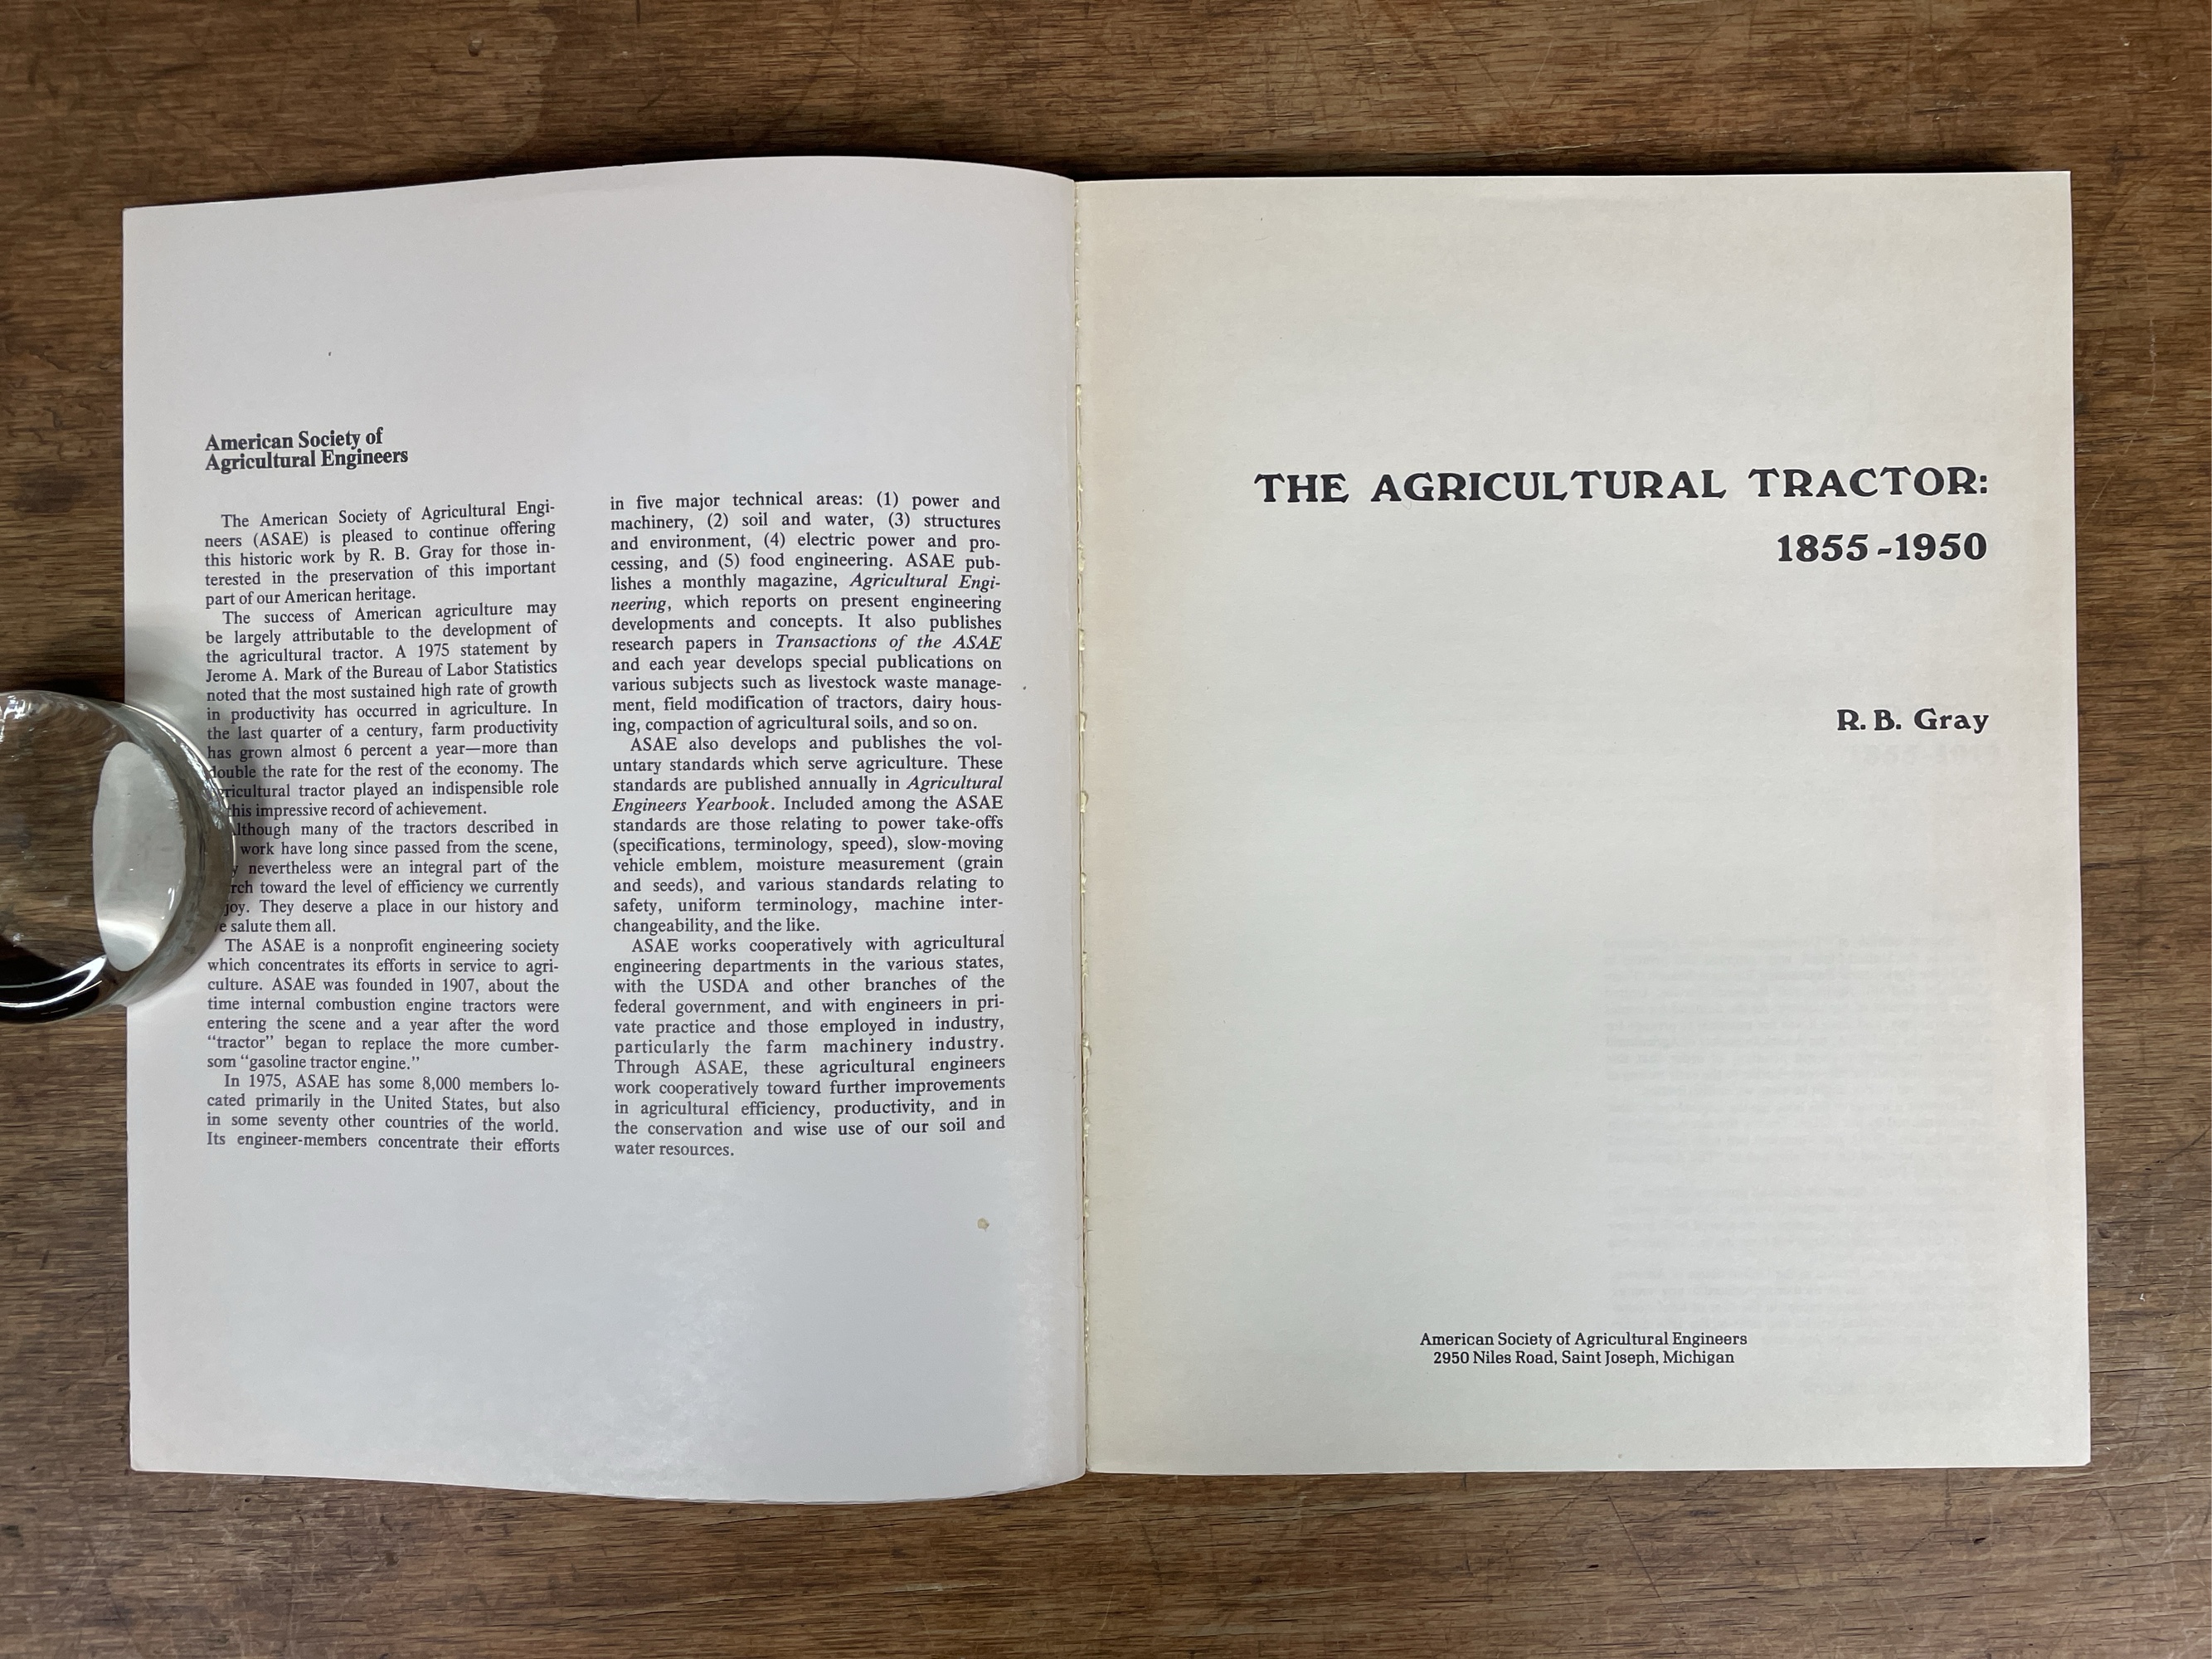 American Society of
Agricultural Engineers
The American Society of Agricultural Engi-
neers (ASAE) is pleased to continue offering
this historic work by R. B. Gray for those in-
terested in the preservation of this important
part of our American heritage.
The success of American agriculture may
be largely attributable to the development of
the agricultural tractor. A 1975 statement by
Jerome A. Mark of the Bureau of Labor Statistics
noted that the most sustained high rate of growth
in productivity has occurred in agriculture. In
the last quarter of a century, farm productivity
has grown almost 6 percent a year—more than
double the rate for the rest of the economy. The
agricultural tractor played an indispensible role
this impressive record of achievement.
Although many of the tractors described in
work have long since passed from the scene,
nevertheless were an integral part of the
toward the level of efficiency we currently
They deserve a place in our history and
salute them all.
The ASAE is a nonprofit engineering society
which concentrates its efforts in service to agri-
culture. ASAE was founded in 1907, about the
time internal combustion engine tractors were
entering the scene and a year after the word
“tractor” began to replace the more cumber-
som “gasoline tractor engine.”
In 1975, ASAE has some 8,000 members lo-
cated primarily in the United States, but also
in some seventy other countries of the world.
Its engineer-members concentrate their efforts
in five major technical areas: (1) power and
machinery, (2) soil and water, (3) structures
and environment, (4) electric power and pro-
cessing, and (5) food engineering. ASAE pub-
lishes a monthly magazine, Agricultural Engi-
neering, which reports on present engineering
developments and concepts. It also publishes
research papers in Transactions of the ASAE
and each year develops special publications on
various subjects such as livestock waste manage-
ment, field modification of tractors, dairy hous-
ing, compaction of agricultural soils, and so on.
ASAE also develops and publishes the vol-
untary standards which serve agriculture. These
standards are published annually in Agricultural
Engineers Yearbook. Included among the ASAE
standards are those relating to power take-offs
(specifications, terminology, speed), slow-moving
vehicle emblem, moisture measurement (grain
and seeds), and various standards relating to
safety, uniform terminology, machine inter-
changeability, and the like.
ASAE works cooperatively with agricultural
engineering departments in the various states,
with the USDA and other branches of the
federal government, and with engineers in pri-
vate practice and those employed in industry,
particularly the farm machinery industry.
Through ASAE, these agricultural engineers
work cooperatively toward further improvements
in agricultural efficiency, productivity, and in
the conservation and wise use of our soil and
water resources.
THE AGRICULTURAL TRACTOR:
1855-1950
R. B. Gray
American Society of Agricultural Engineers
2950 Niles Road, Saint Joseph, Michigan